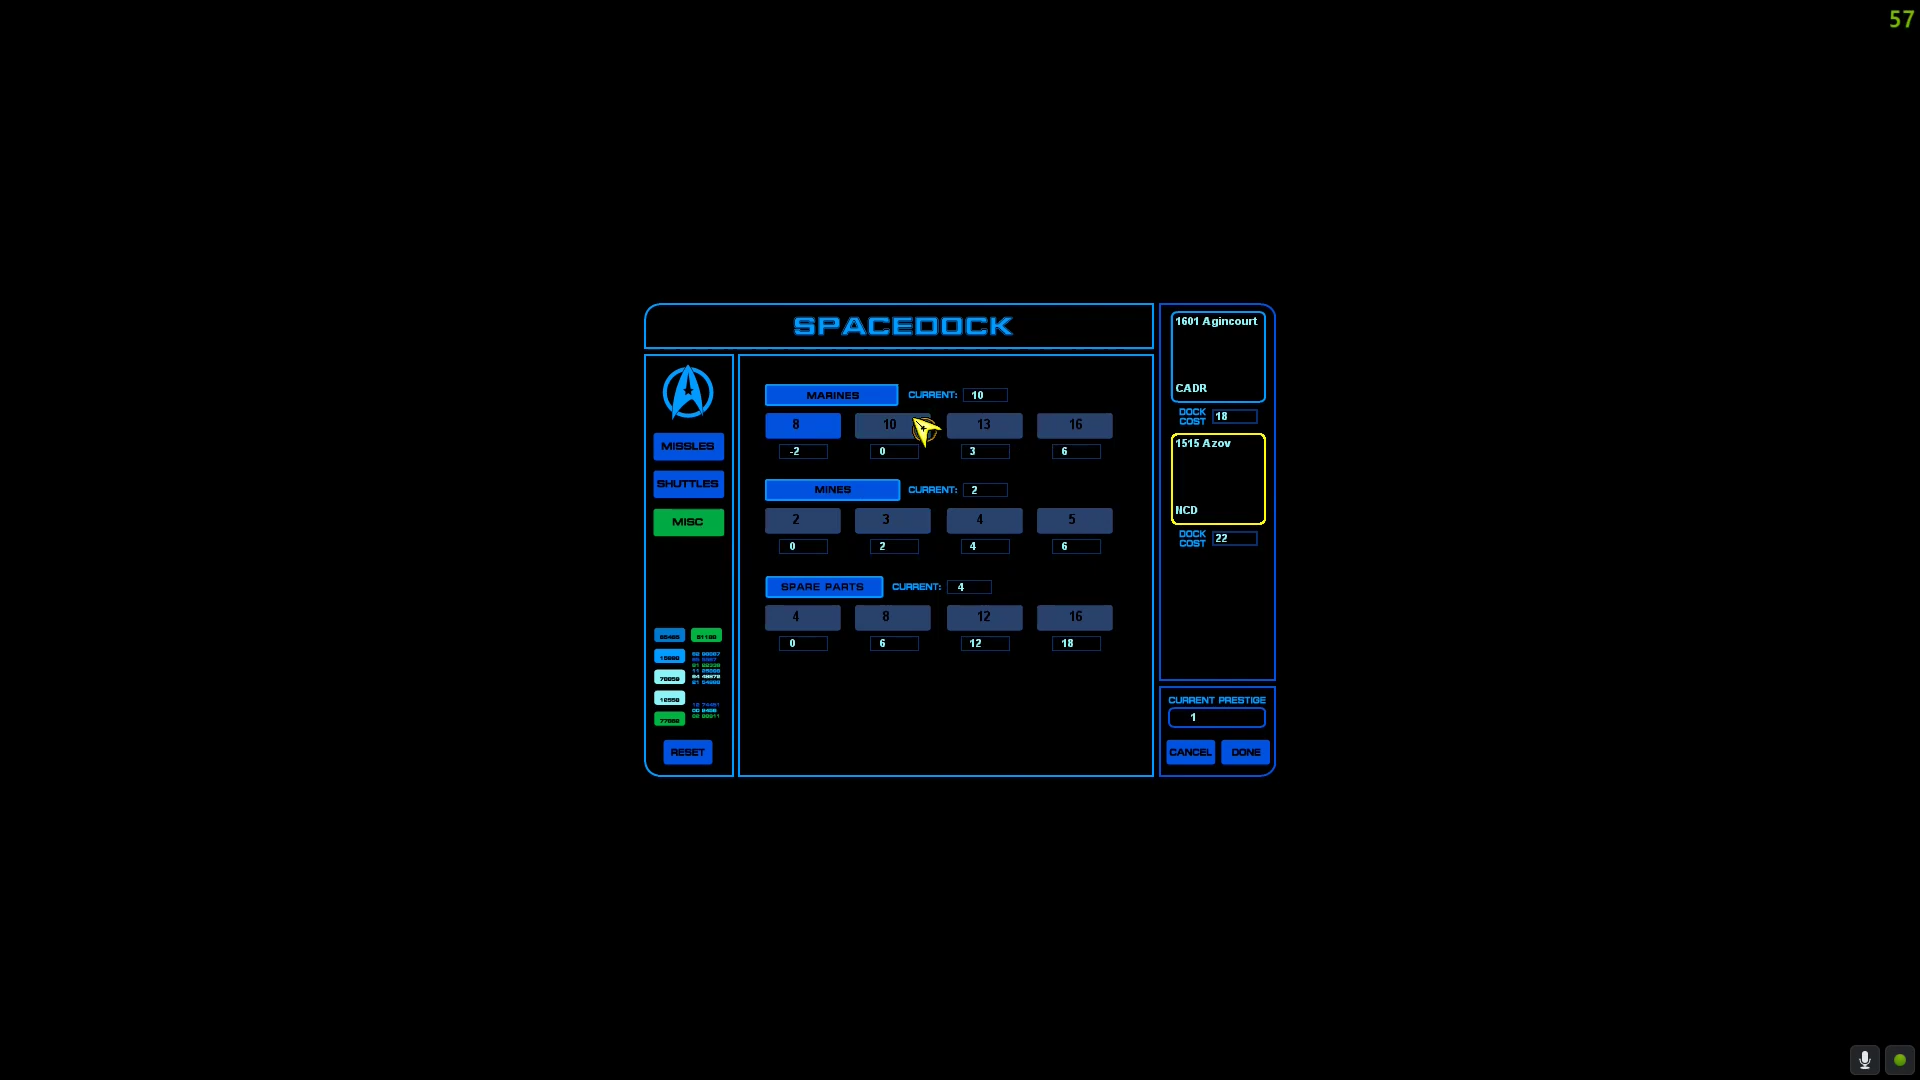 57
SPACEDOCK
1601 Agincourt
CADR
DOCK COST 18
1515 Azov
NCD
DOCK COST 22
MISSLES
SHUTTLES
MISC
MARINES CURRENT: 10
8 10 13 16
-2 0 3 6
MINES CURRENT: 2
2 3 4 5
0 2 4 6
SPARE PARTS CURRENT: 4
4 8 12 16
0 6 12 18
RESET
CURRENT PRESTIGE
1
CANCEL DONE